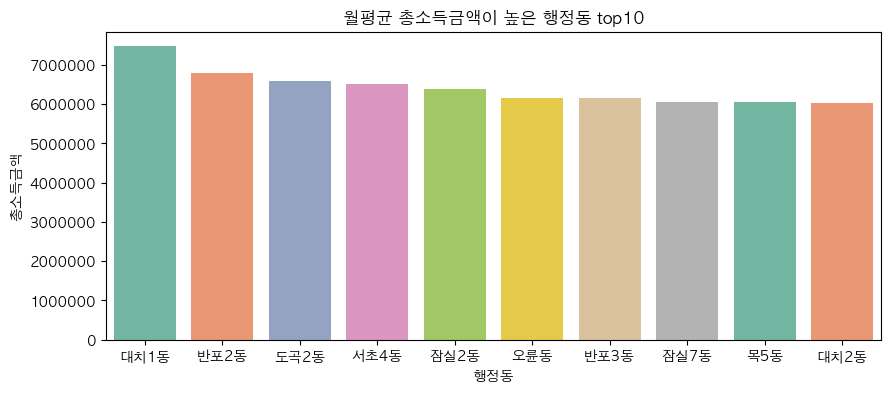 월평균 총소득금액이 높은 행정동 top10
총소득금액
7000000
6000000
5000000
4000000
3000000
2000000
1000000
0
대치1동 반포2동 도곡2동 서초4동 잠실2동 오륜동 반포3동 잠실7동 목5동 대치2동
행정동